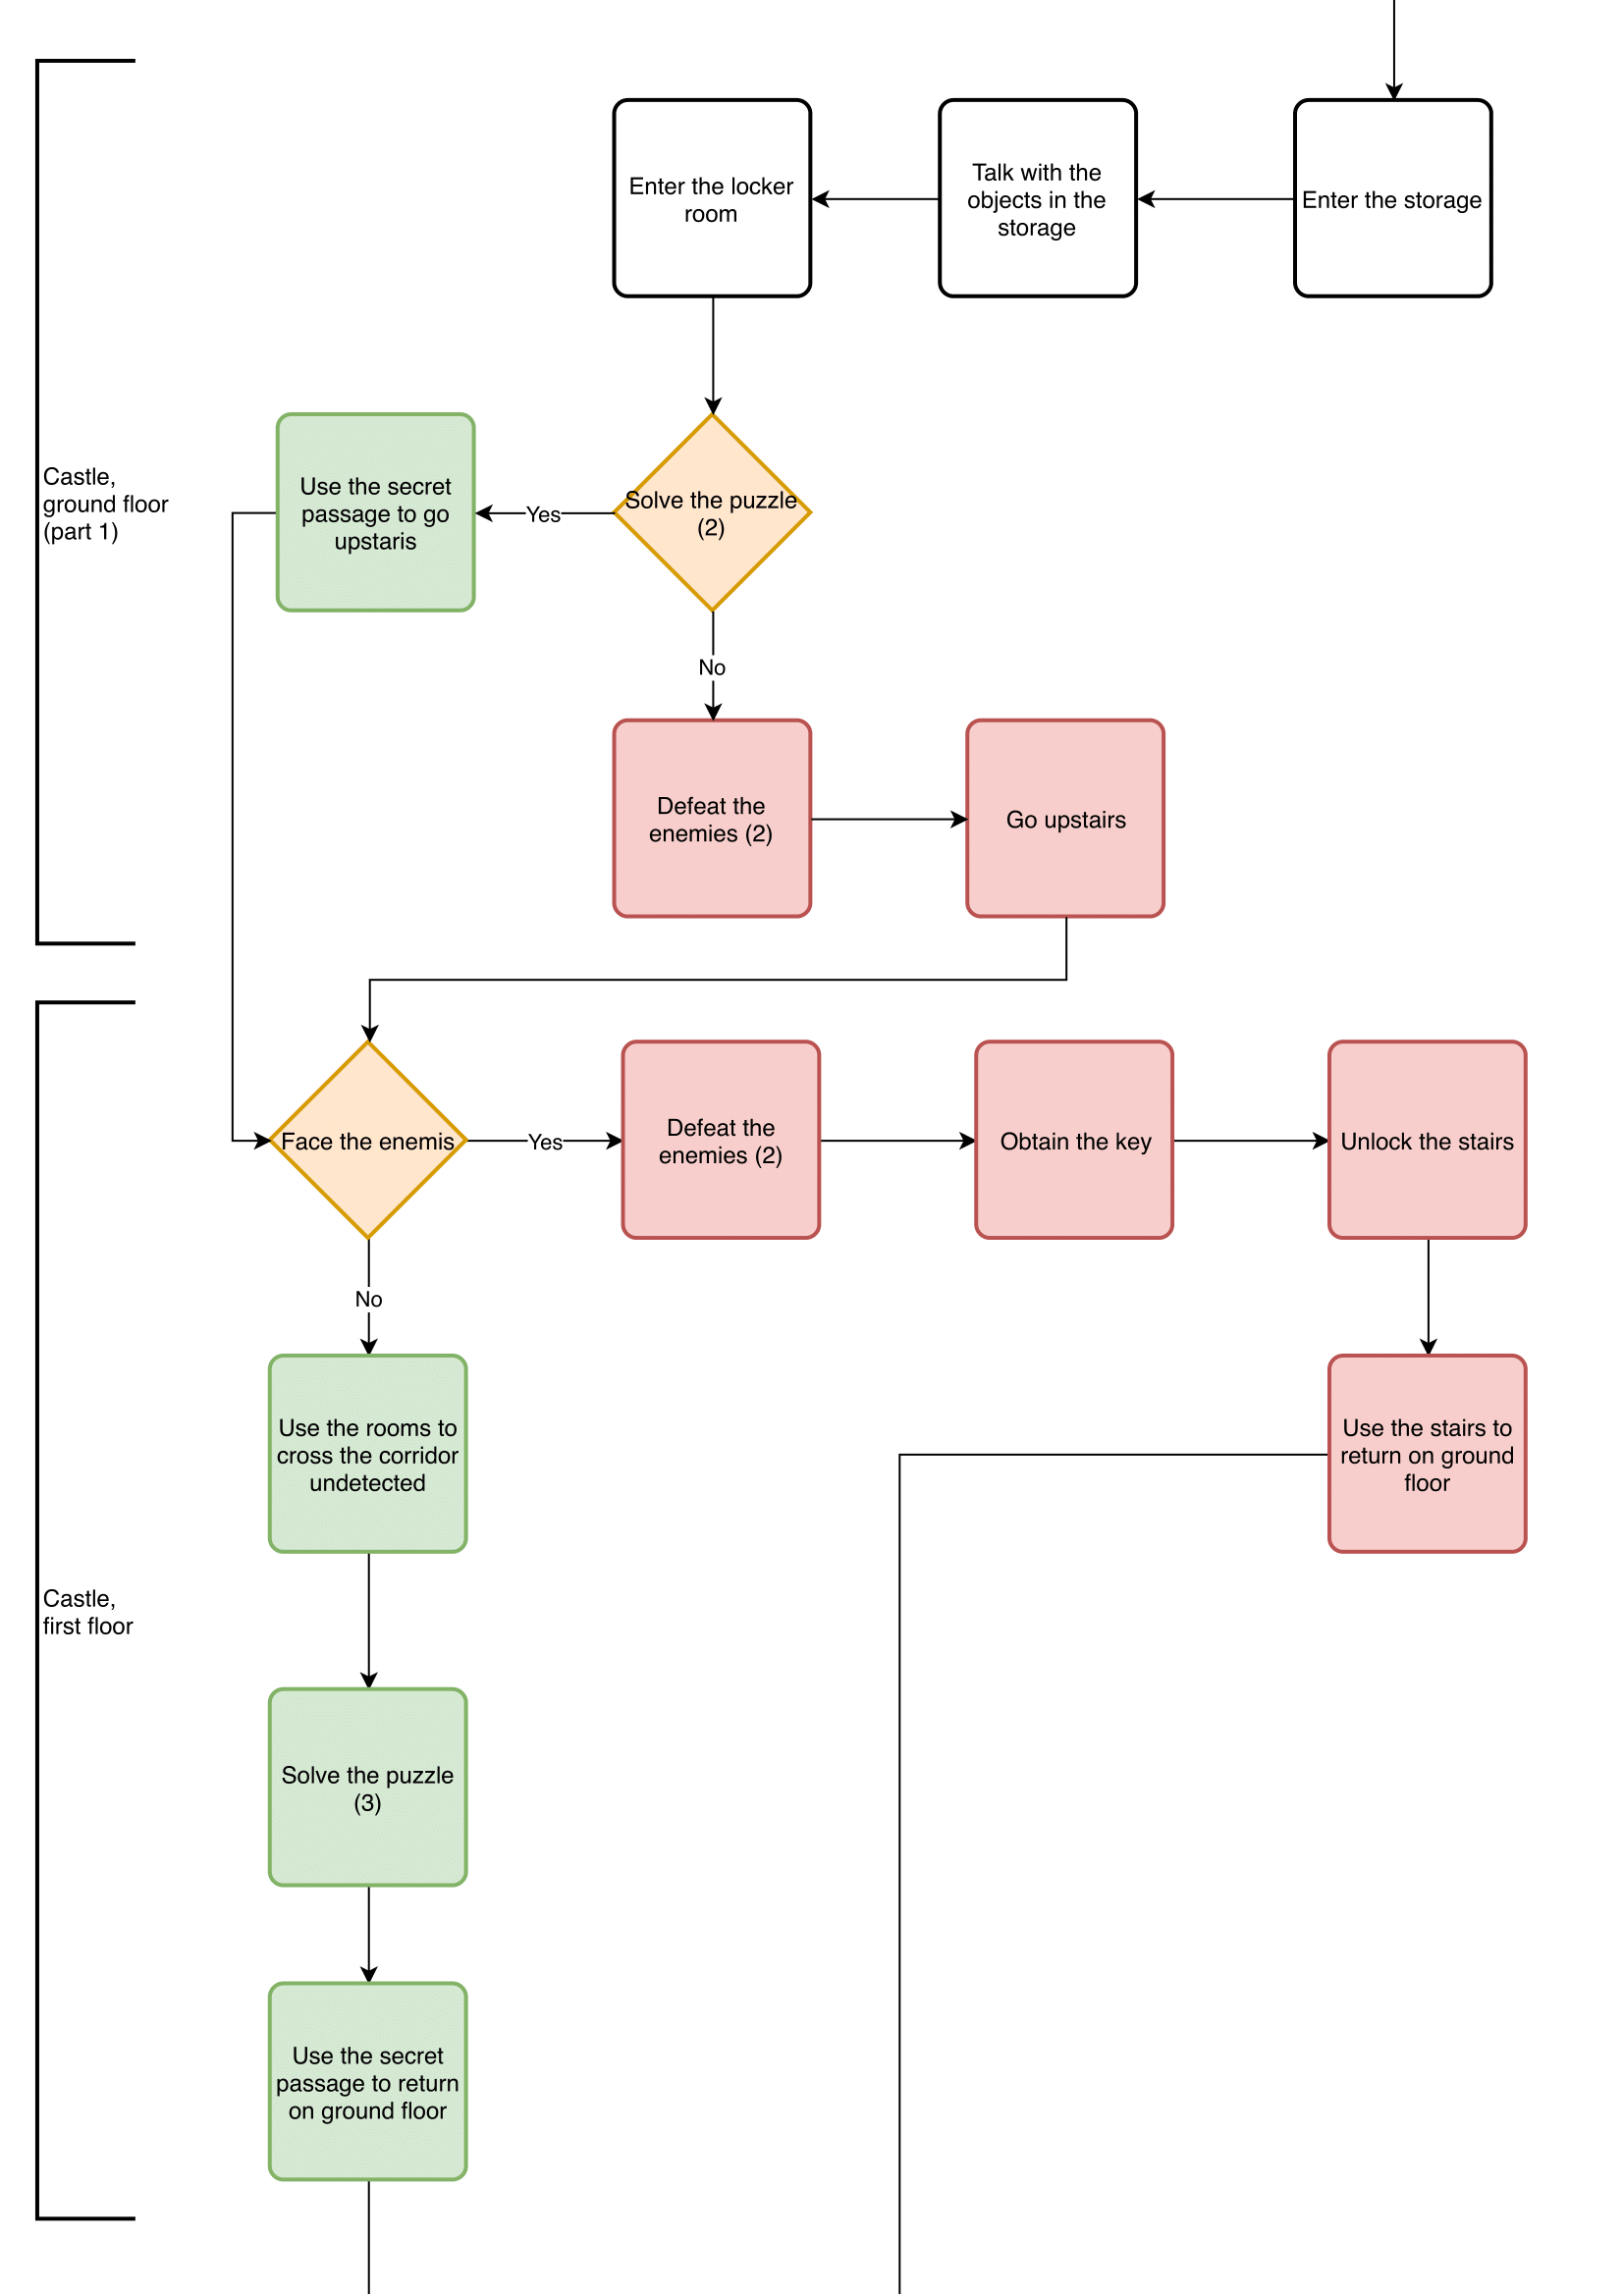 Enter the locker
room
Talk with the
objects in the
storage
Enter the storage
Castle,
ground floor
(part 1)
Use the secret
passage to go
upstaris
Yes
Solve the puzzle
(2)
No
Defeat the
enemies (2)
Go upstairs
Face the enemis
Yes
Defeat the
enemies (2)
Obtain the key
Unlock the stairs
No
Use the rooms to
cross the corridor
undetected
Use the stairs to
return on ground
floor
Castle,
first floor
Solve the puzzle
(3)
Use the secret
passage to return
on ground floor